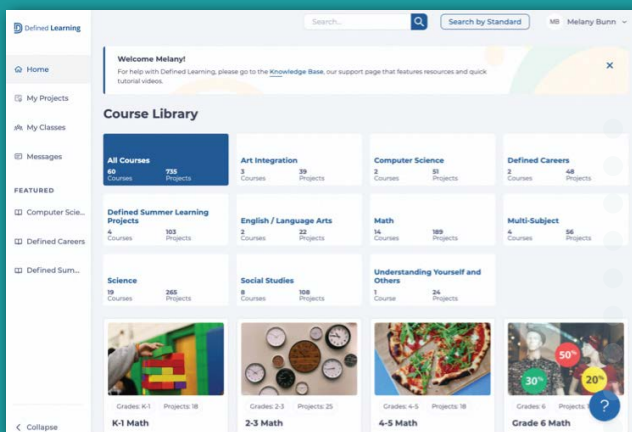 Defined Learning
Search...
Search by Standard
MB Melany Bunn
Home
My Projects
My Classes
Messages
FEATURED
Computer Scie...
Defined Careers
Defined Sum...
Collapse
Welcome Melany!
For help with Defined Learning, please go to the Knowledge Base, our support page that features resources and quick
tutorial videos.
Course Library
All Courses
60 735
Courses Projects
Art Integration
3 39
Courses Projects
Computer Science
2 51
Courses Projects
Defined Careers
2 48
Courses Projects
Defined Summer Learning
Projects
4 103
Courses Projects
English / Language Arts
2 22
Courses Projects
Math
14 189
Courses Projects
Multi-Subject
4 56
Courses Projects
Science
19 265
Courses Projects
Social Studies
8 108
Courses Projects
Understanding Yourself and
Others
1 24
Course Projects
Grades: K-1 Projects: 18
K-1 Math
Grades: 2-3 Projects: 25
2-3 Math
Grades: 4-5 Projects: 18
4-5 Math
50%
30%
20%
Grades: 6
Grade 6 Math
?